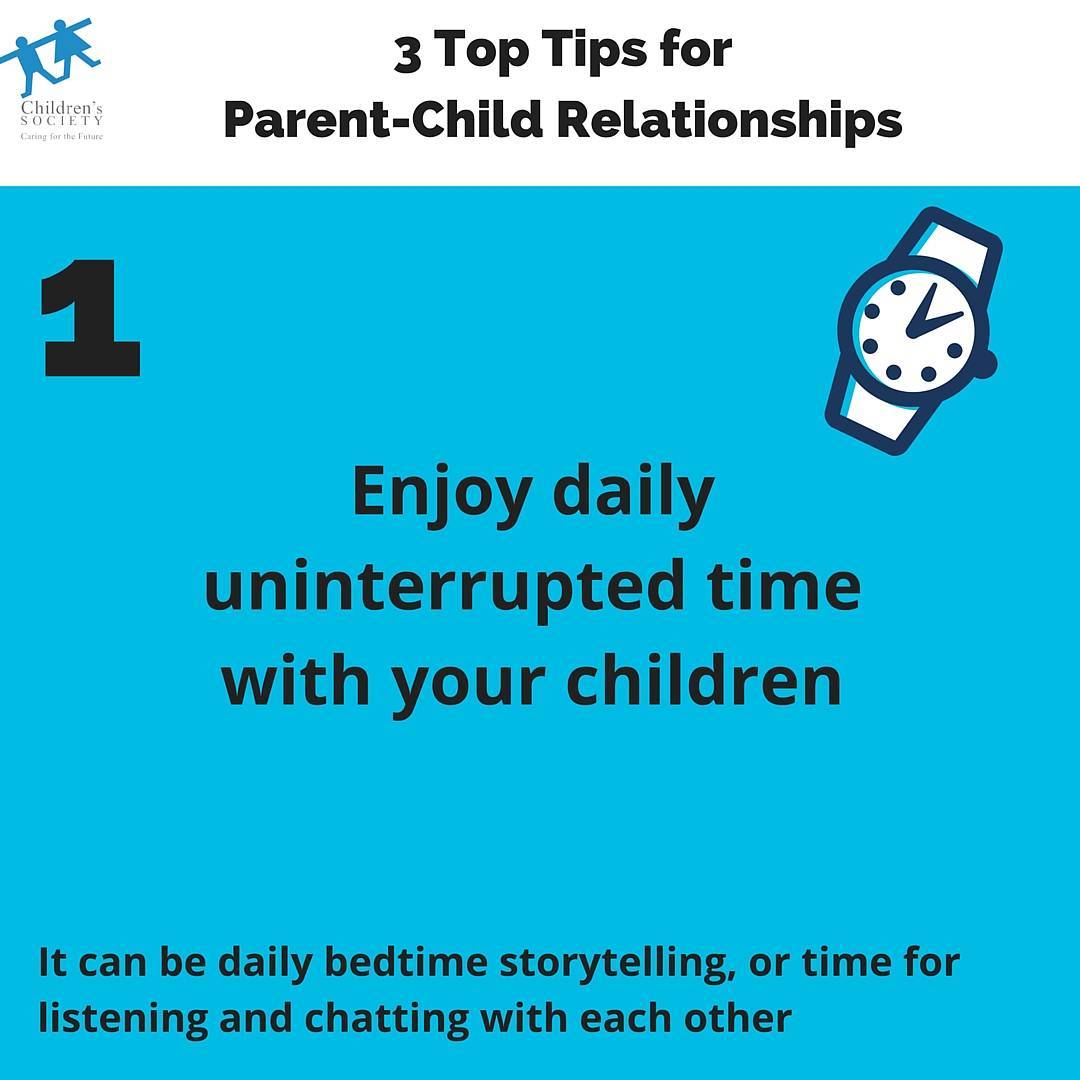 Children's
SOCIETY
Caring for the Future
3 Top Tips for
Parent-Child Relationships
1
Enjoy daily
uninterrupted time
with your children
It can be daily bedtime storytelling, or time for
listening and chatting with each other